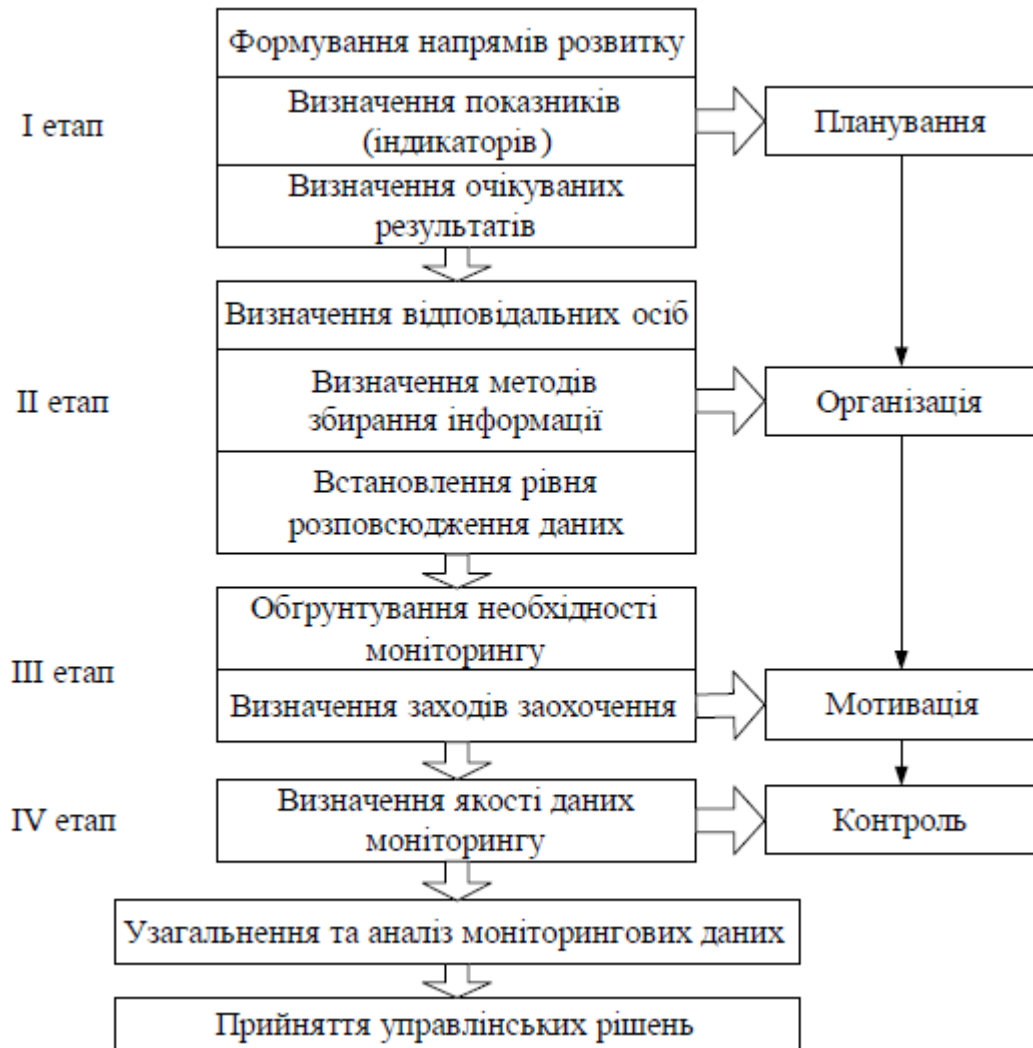 Формування напрямів розвитку
І етап
Визначення показників
(індикаторів)
Планування
Визначення очікуваних
результатів
Визначення відповідальних осіб
ІІ етап
Визначення методів
збирання інформації
Організація
Встановлення рівня
розповсюдження даних
Обґрунтування необхідності
моніторингу
ІІІ етап
Визначення заходів заохочення
Мотивація
IV етап
Визначення якості даних
моніторингу
Контроль
Узагальнення та аналіз моніторингових даних
Прийняття управлінських рішень